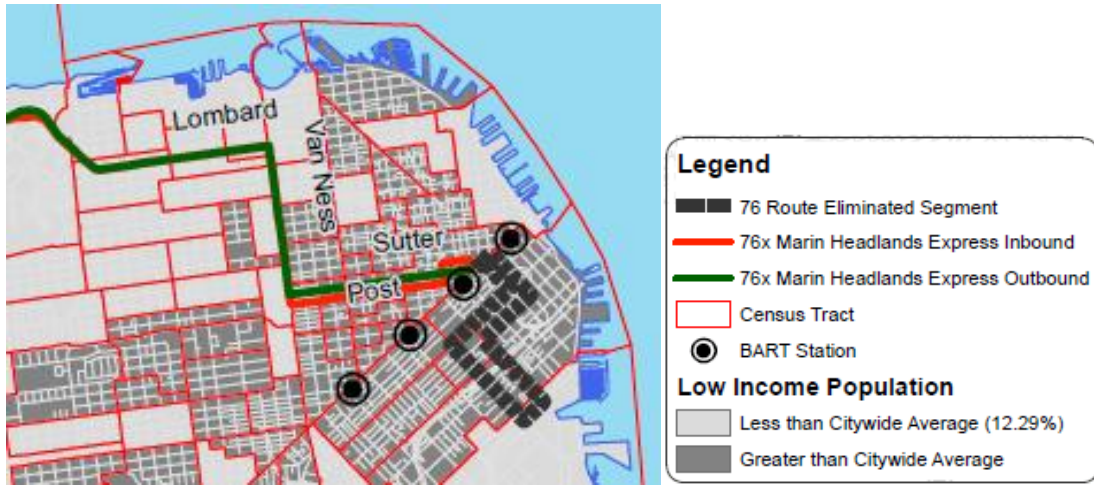 Lombard
Van Ness
Sutter
Post
Legend
76 Route Eliminated Segment
76x Marin Headlands Express Inbound
76x Marin Headlands Express Outbound
Census Tract
BART Station
Low Income Population
Less than Citywide Average (12.29%)
Greater than Citywide Average